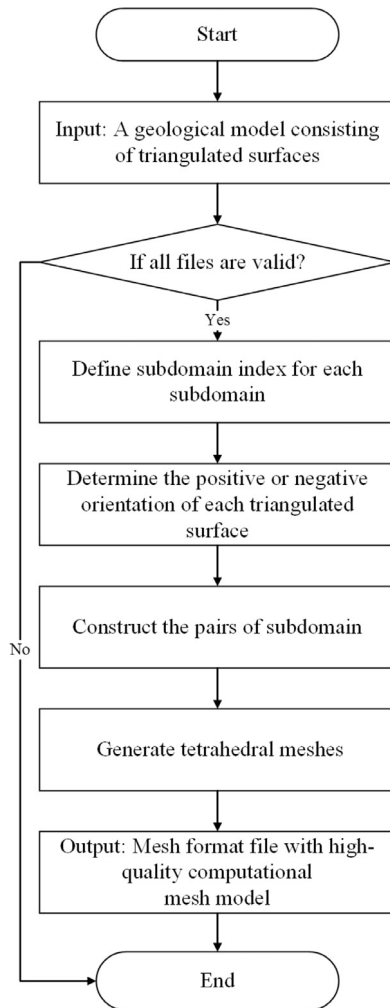 Start
Input: A geological model consisting
of triangulated surfaces
If all files are valid?
Yes
Define subdomain index for each
subdomain
Determine the positive or negative
orientation of each triangulated
surface
Construct the pairs of subdomain
No
Generate tetrahedral meshes
Output: Mesh format file with high-
quality computational
mesh model
End